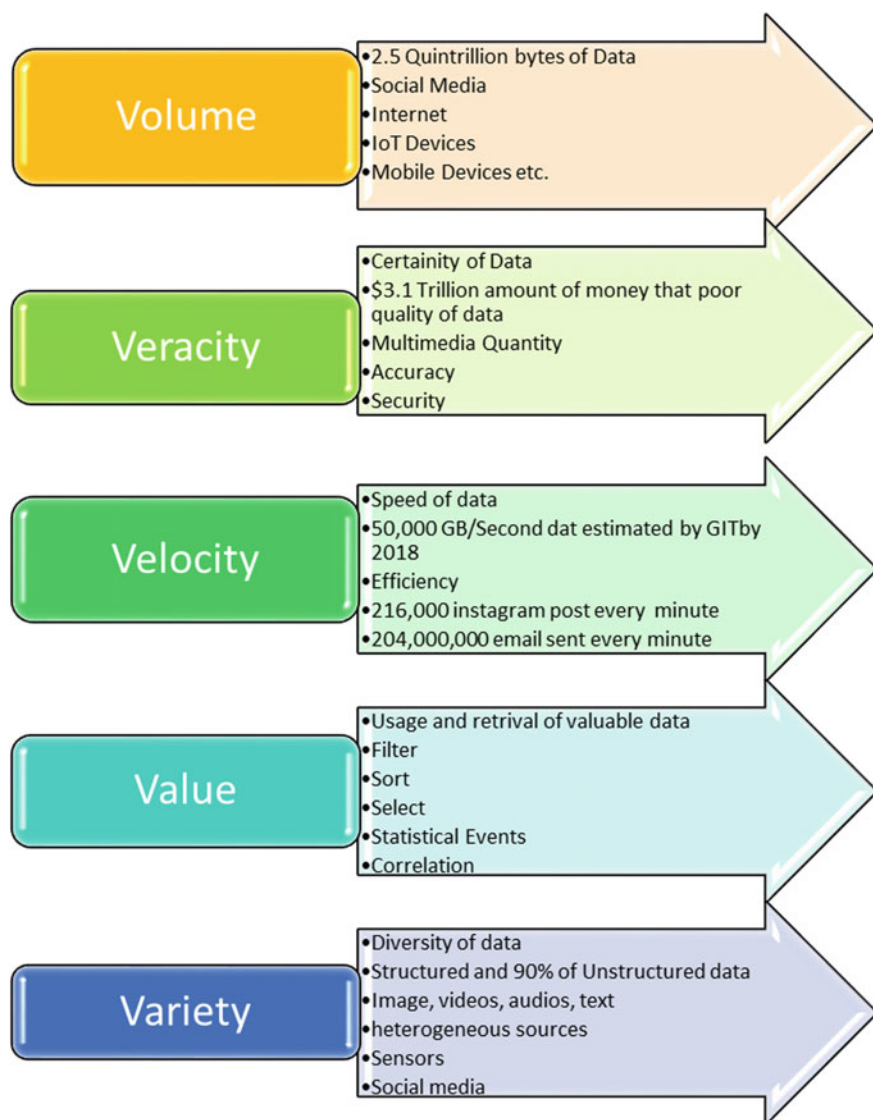 Volume
•2.5 Quintrillion bytes of Data
•Social Media
•Internet
•IoT Devices
•Mobile Devices etc.
Veracity
•Certainity of Data
•$3.1 Trillion amount of money that poor
quality of data
•Multimedia Quantity
•Accuracy
•Security
Velocity
•Speed of data
•50,000 GB/Second dat estimated by GITby
2018
•Efficiency
•216,000 instagram post every minute
•204,000,000 email sent every minute
Value
•Usage and retrival of valuable data
•Filter
•Sort
•Select
•Statistical Events
•Correlation
Variety
•Diversity of data
•Structured and 90% of Unstructured data
•Image, videos, audios, text
•heterogeneous sources
•Sensors
•Social media